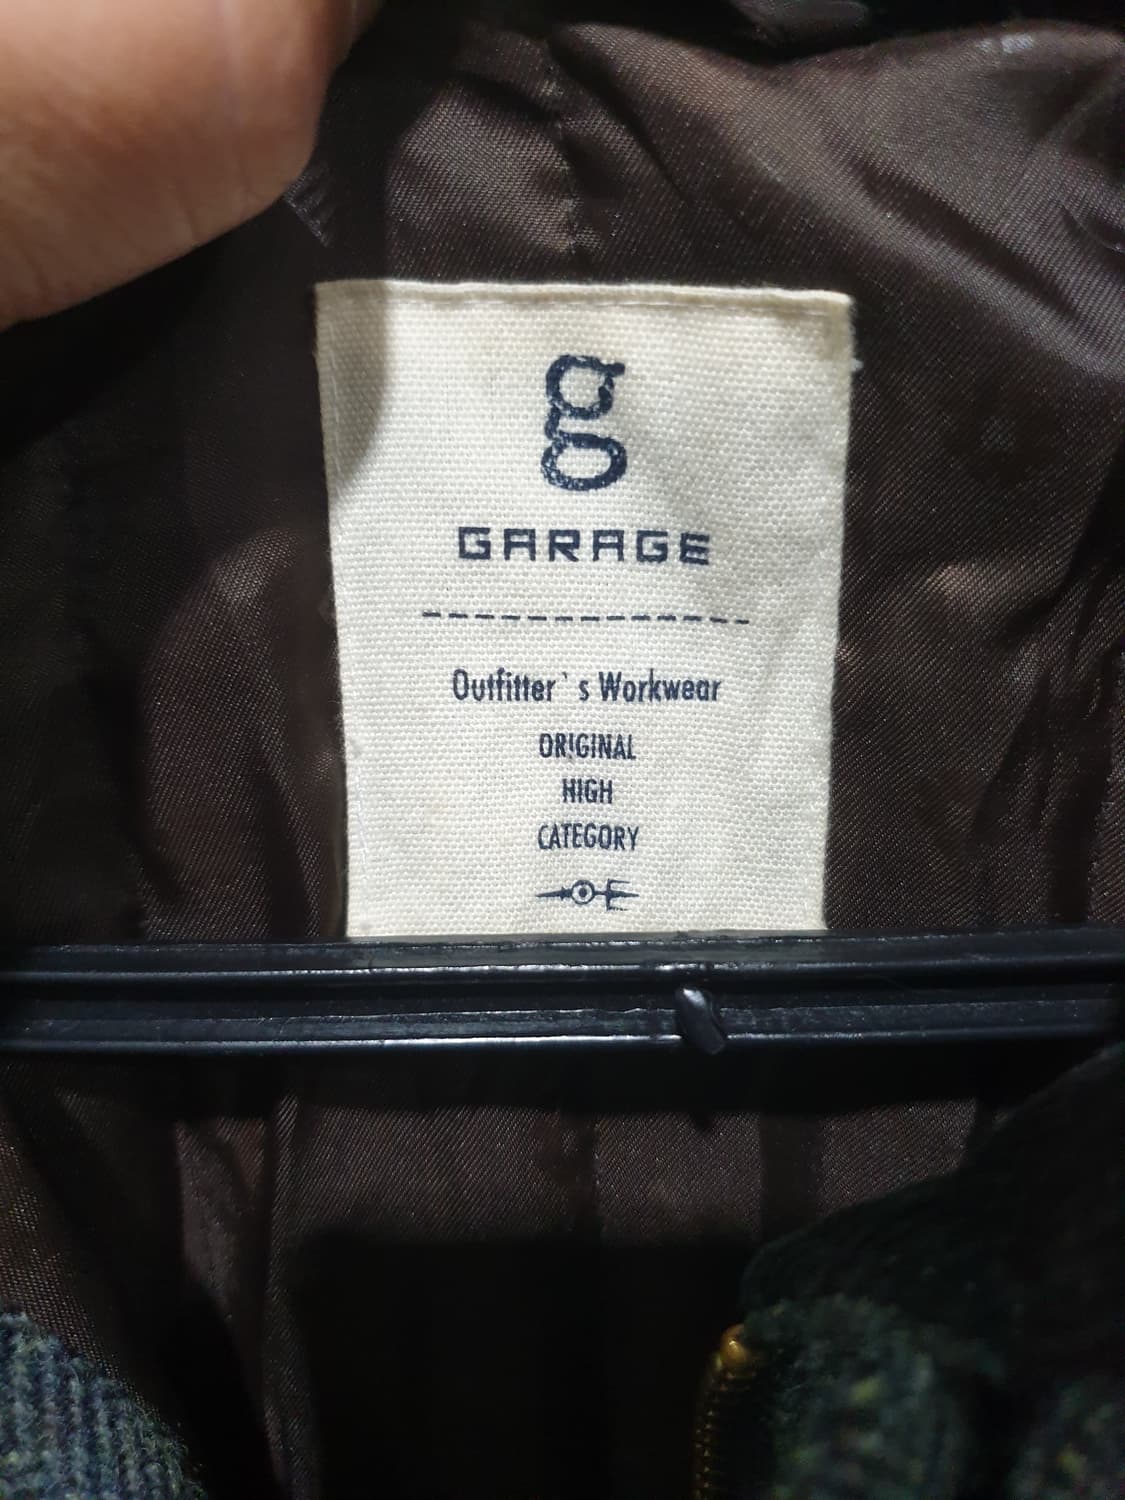 g
GARAGE
Outfitter`s Workwear
ORIGINAL
HIGH
CATEGORY